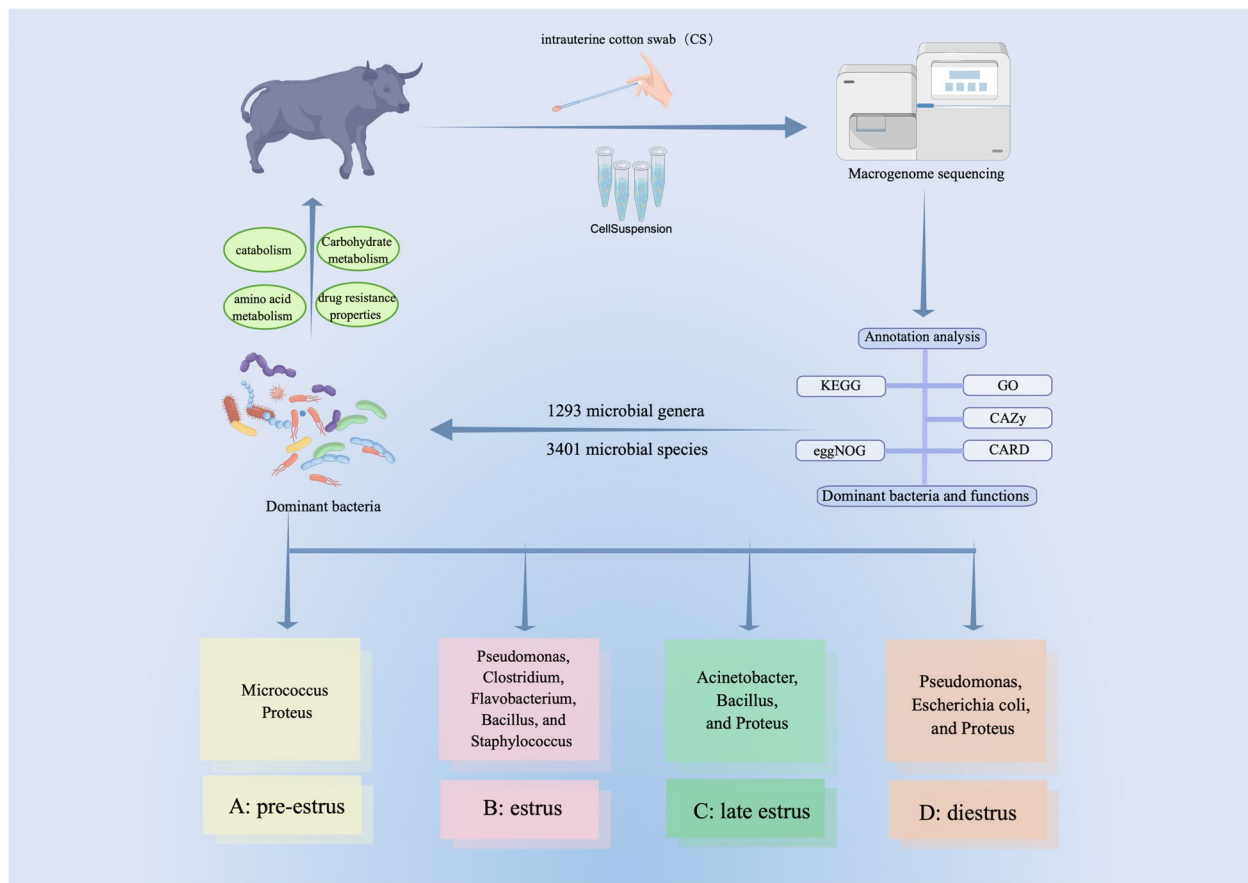 intrauterine cotton swab（CS）
Macrogenome sequencing
CellSuspension
catabolism
Carbohydrate
metabolism
amino acid
metabolism
drug resistance
properties
Annotation analysis
KEGG
GO
CAZy
eggNOG
CARD
Dominant bacteria and functions
1293 microbial genera
3401 microbial species
Dominant bacteria
Micrococcus
Proteus
A: pre-estrus
Pseudomonas,
Clostridium,
Flavobacterium,
Bacillus, and
Staphylococcus
B: estrus
Acinetobacter,
Bacillus,
and Proteus
C: late estrus
Pseudomonas,
Escherichia coli,
and Proteus
D: diestrus